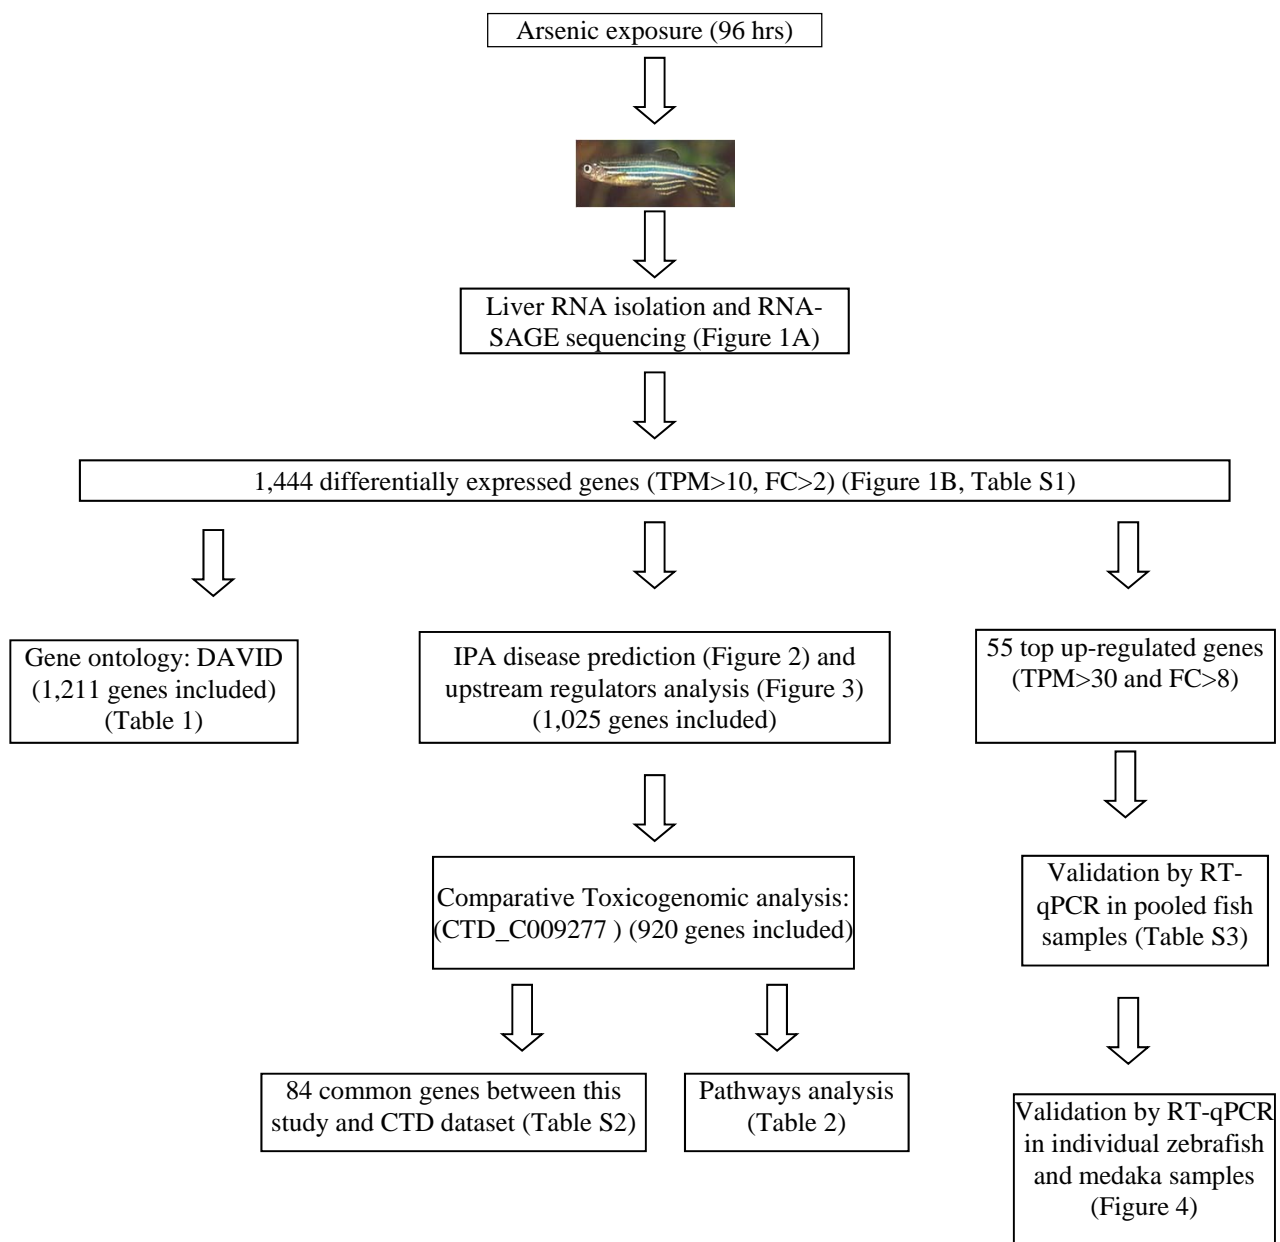 Arsenic exposure (96 hrs)
Liver RNA isolation and RNA-
SAGE sequencing (Figure 1A)
1,444 differentially expressed genes (TPM>10, FC>2) (Figure 1B, Table S1)
Gene ontology: DAVID
(1,211 genes included)
(Table 1)
IPA disease prediction (Figure 2) and
upstream regulators analysis (Figure 3)
(1,025 genes included)
55 top up-regulated genes
(TPM>30 and FC>8)
Comparative Toxicogenomic analysis:
(CTD_C009277 ) (920 genes included)
Validation by RT-
qPCR in pooled fish
samples (Table S3)
84 common genes between this
study and CTD dataset (Table S2)
Pathways analysis
(Table 2)
Validation by RT-qPCR
in individual zebrafish
and medaka samples
(Figure 4)